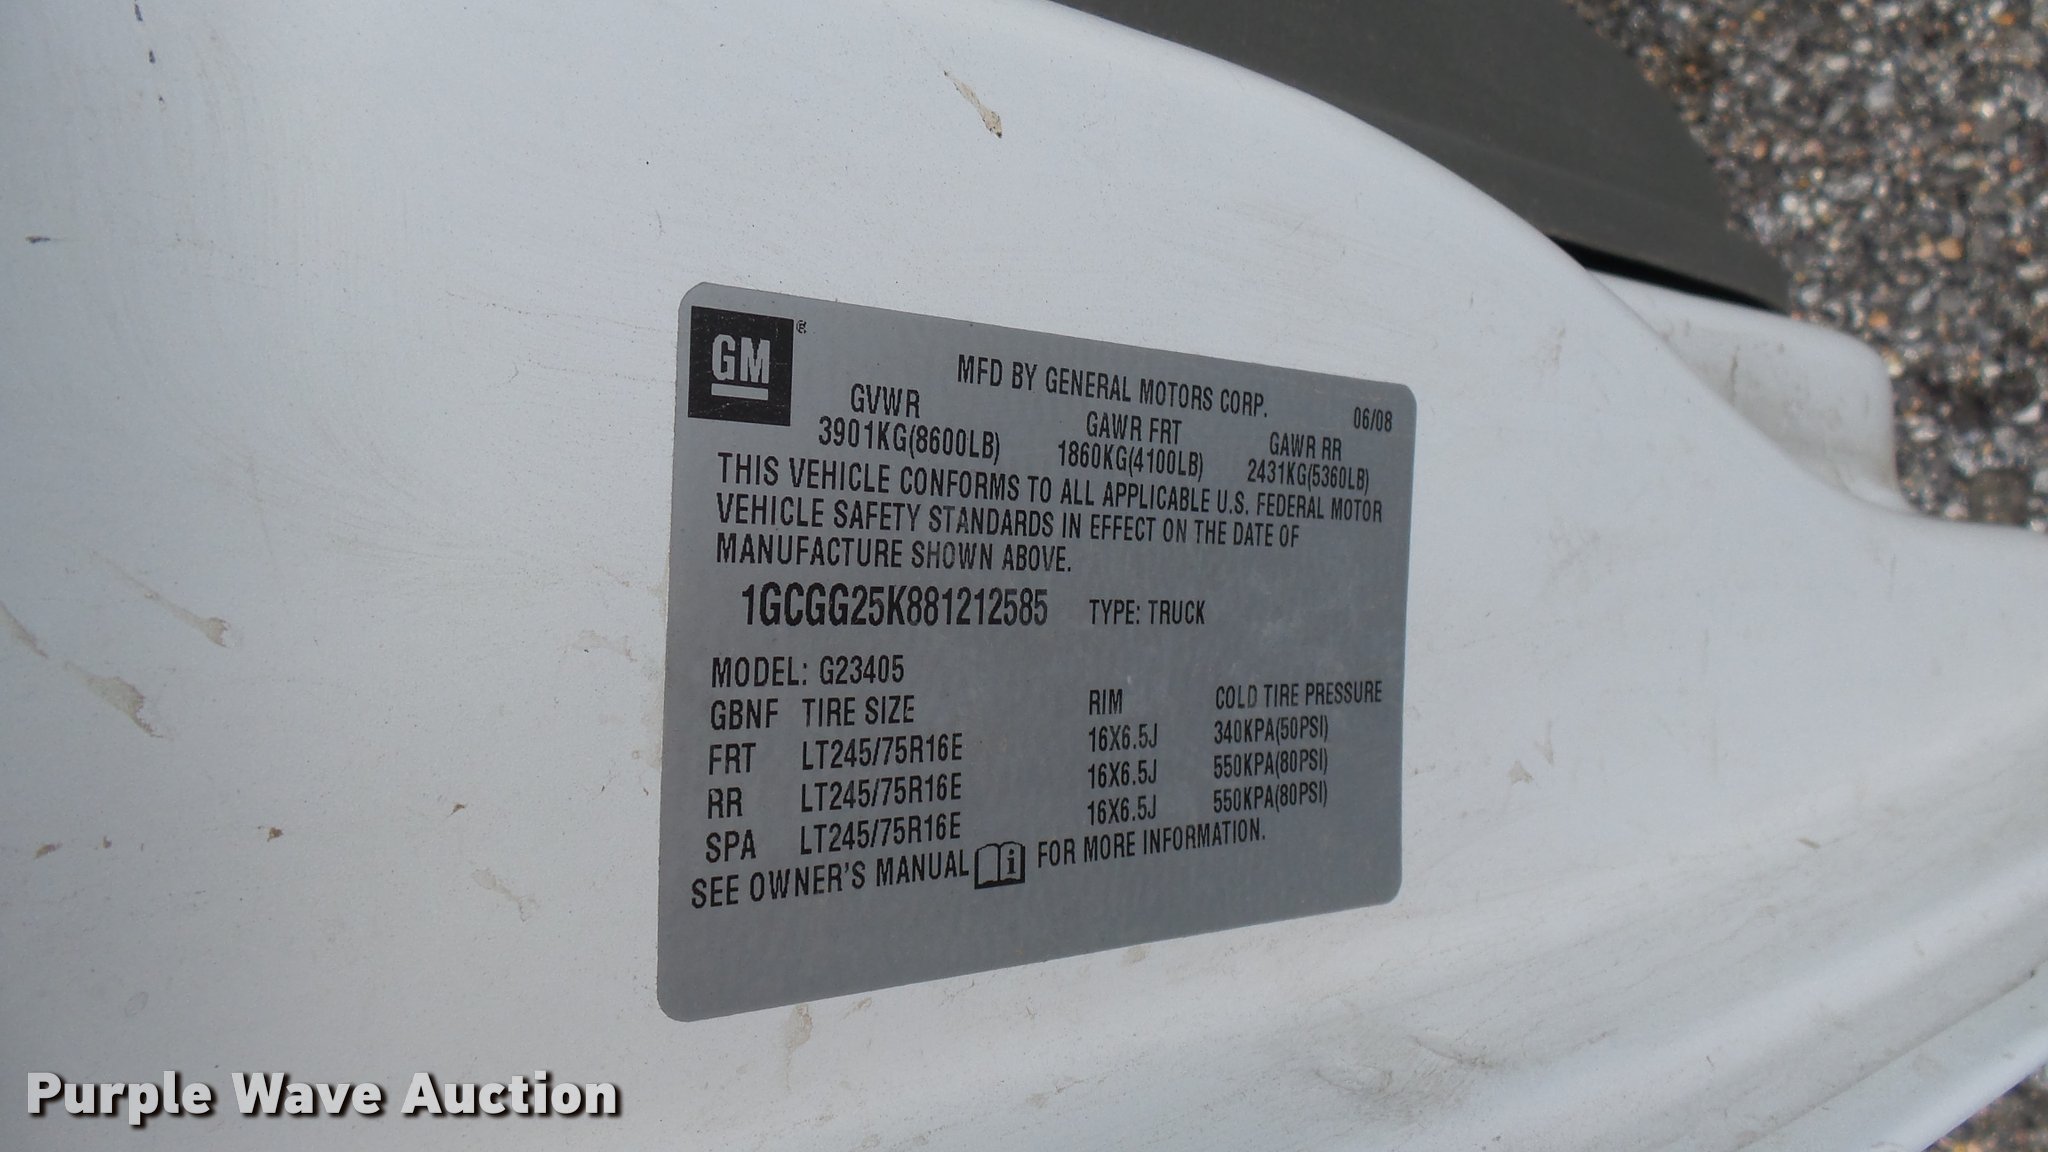 GM ®
MFD BY GENERAL MOTORS CORP. 06/08
GVWR GAWR FRT GAWR RR
3901KG(8600LB) 1860KG(4100LB) 2431KG(5360LB)
THIS VEHICLE CONFORMS TO ALL APPLICABLE U.S. FEDERAL MOTOR
VEHICLE SAFETY STANDARDS IN EFFECT ON THE DATE OF
MANUFACTURE SHOWN ABOVE.
1GCGG25K881212585 TYPE: TRUCK
MODEL: G23405
GBNF TIRE SIZE RIM COLD TIRE PRESSURE
FRT LT245/75R16E 16X6.5J 340KPA(50PSI)
RR LT245/75R16E 16X6.5J 550KPA(80PSI)
SPA LT245/75R16E 16X6.5J 550KPA(80PSI)
SEE OWNER'S MANUAL i FOR MORE INFORMATION.
Purple Wave Auction